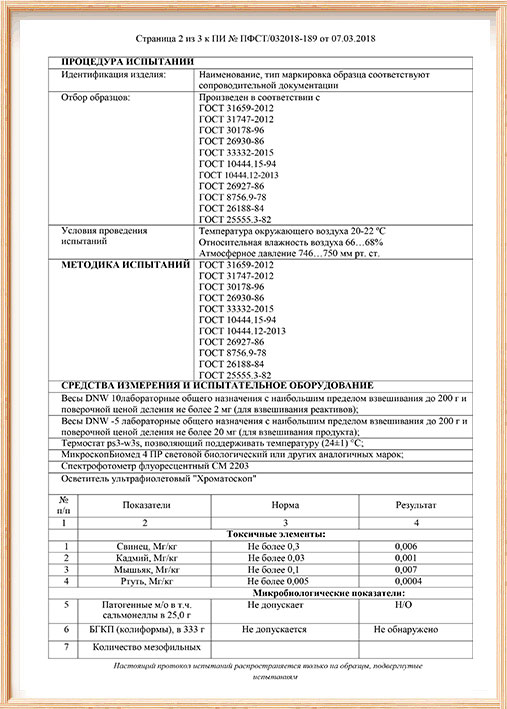 Страница 2 из 3 к ПИ № ПФСТ/032018-189 от 07.03.2018
ПРОЦЕДУРА ИСПЫТАНИИ
Идентификация изделия: Наименование, тип маркировка образца соответствуют
сопроводительной документации
Отбор образцов: Произведен в соответствии с
ГОСТ 31659-2012
ГОСТ 31747-2012
ГОСТ 30178-96
ГОСТ 26930-86
ГОСТ 33332-2015
ГОСТ 10444.15-94
ГОСТ 10444.12-2013
ГОСТ 26927-86
ГОСТ 8756.9-78
ГОСТ 26188-84
ГОСТ 25555.3-82
Условия проведения Температура окружающего воздуха 20-22 °С
испытаний Относительная влажность воздуха 66…68%
Атмосферное давление 746…750 мм рт. ст.
МЕТОДИКА ИСПЫТАНИЙ ГОСТ 31659-2012
ГОСТ 31747-2012
ГОСТ 30178-96
ГОСТ 26930-86
ГОСТ 33332-2015
ГОСТ 10444.15-94
ГОСТ 10444.12-2013
ГОСТ 26927-86
ГОСТ 8756.9-78
ГОСТ 26188-84
ГОСТ 25555.3-82
СРЕДСТВА ИЗМЕРЕНИЯ И ИСПЫТАТЕЛЬНОЕ ОБОРУДОВАНИЕ
Весы DNW 10лабораторные общего назначения с наибольшим пределом взвешивания до 200 г и
поверочной ценой деления не более 2 мг (для взвешивания реактивов);
Весы DNW -5 лабораторные общего назначения с наибольшим пределом взвешивания до 200 г и
поверочной ценой деления не более 20 мг (для взвешивания продукта);
Термостат ps3-w3s, позволяющий поддерживать температуру (24±1) °С;
МикроскопБиомед 4 ПР световой биологический или других аналогичных марок;
Спектрофотометр флуоресцентный СМ 2203
Осветитель ультрафиолетовый "Хроматоскоп"
№ п/п Показатели Норма Результат
1 2 3 4
Токсичные элементы:
1 Свинец, Мг/кг Не более 0,3 0,006
2 Кадмий, Мг/кг Не более 0,03 0,001
3 Мышьяк, Мг/кг Не более 0,1 0,007
4 Ртуть, Мг/кг Не более 0,005 0,0004
Микробиологические показатели:
5 Патогенные м/о в т.ч. Не допускает Н/О
сальмонеллы в 25,0 г
6 БГКП (колиформы), в 333 г Не допускается Не обнаружено
7 Количество мезофильных
Настоящий протокол испытаний распространяется только на образцы, подвергнутые
испытаниям